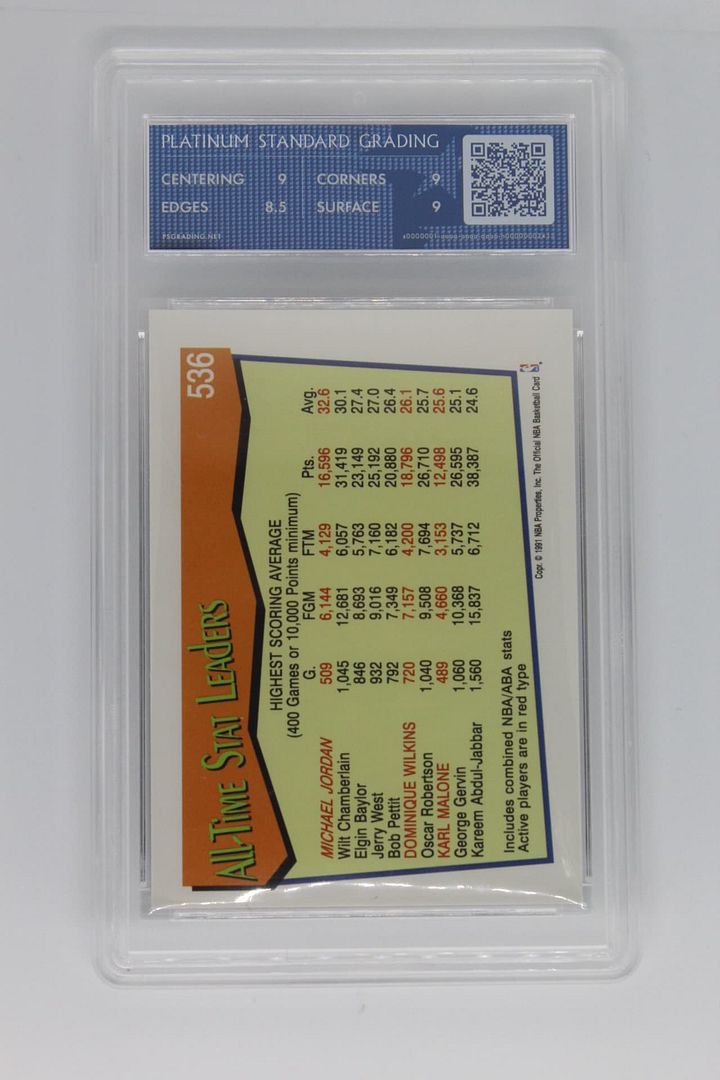 PLATINUM STANDARD GRADING
CENTERING 9 CORNERS 9
EDGES 8.5 SURFACE 9
PSGRADING.NET
536
ALL-TIME STAT LEADERS
HIGHEST SCORING AVERAGE
(400 Games or 10,000 Points minimum)
G. FGM FTM Pts. Avg.
MICHAEL JORDAN 509 6,144 4,129 16,596 32.6
Wilt Chamberlain 1,045 12,681 6,057 31,419 30.1
Elgin Baylor 846 8,693 5,763 23,149 27.4
Jerry West 932 9,016 7,160 25,192 27.0
Bob Pettit 792 7,349 6,182 20,880 26.4
DOMINIQUE WILKINS 720 7,157 4,200 18,796 26.1
Oscar Robertson 1,040 9,508 7,694 26,710 25.7
KARL MALONE 489 4,660 3,153 12,498 25.6
George Gervin 1,060 10,368 5,737 26,595 25.1
Kareem Abdul-Jabbar 1,560 15,837 6,712 38,387 24.6
Includes combined NBA/ABA stats
Active players are in red type
Copr. © 1991 NBA Properties, Inc. The Official NBA Basketball Card